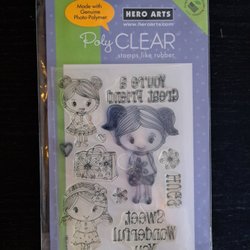 Made with
Genuine
Photo-Polymer
HERO ARTS
www.heroarts.com
Poly CLEAR
stamps like rubber
You're a
Great Friend
Hugs
Sweet
Wonderful
You